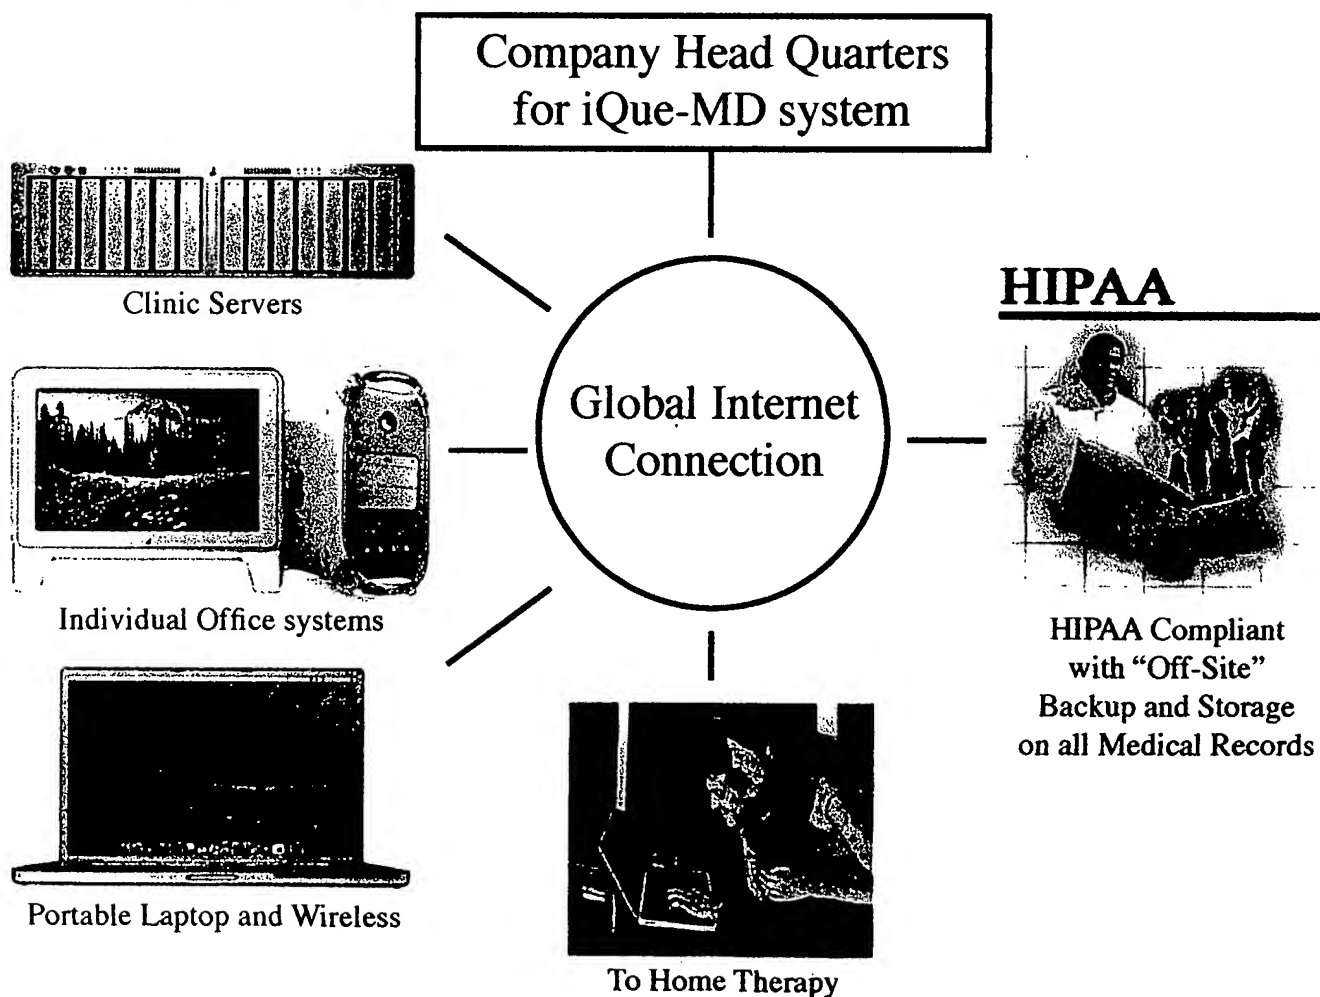 Company Head Quarters
for iQue-MD system
Clinic Servers
HIPAA
Global Internet
Connection
Individual Office systems
HIPAA Compliant
with “Off-Site”
Backup and Storage
on all Medical Records
Portable Laptop and Wireless
To Home Therapy